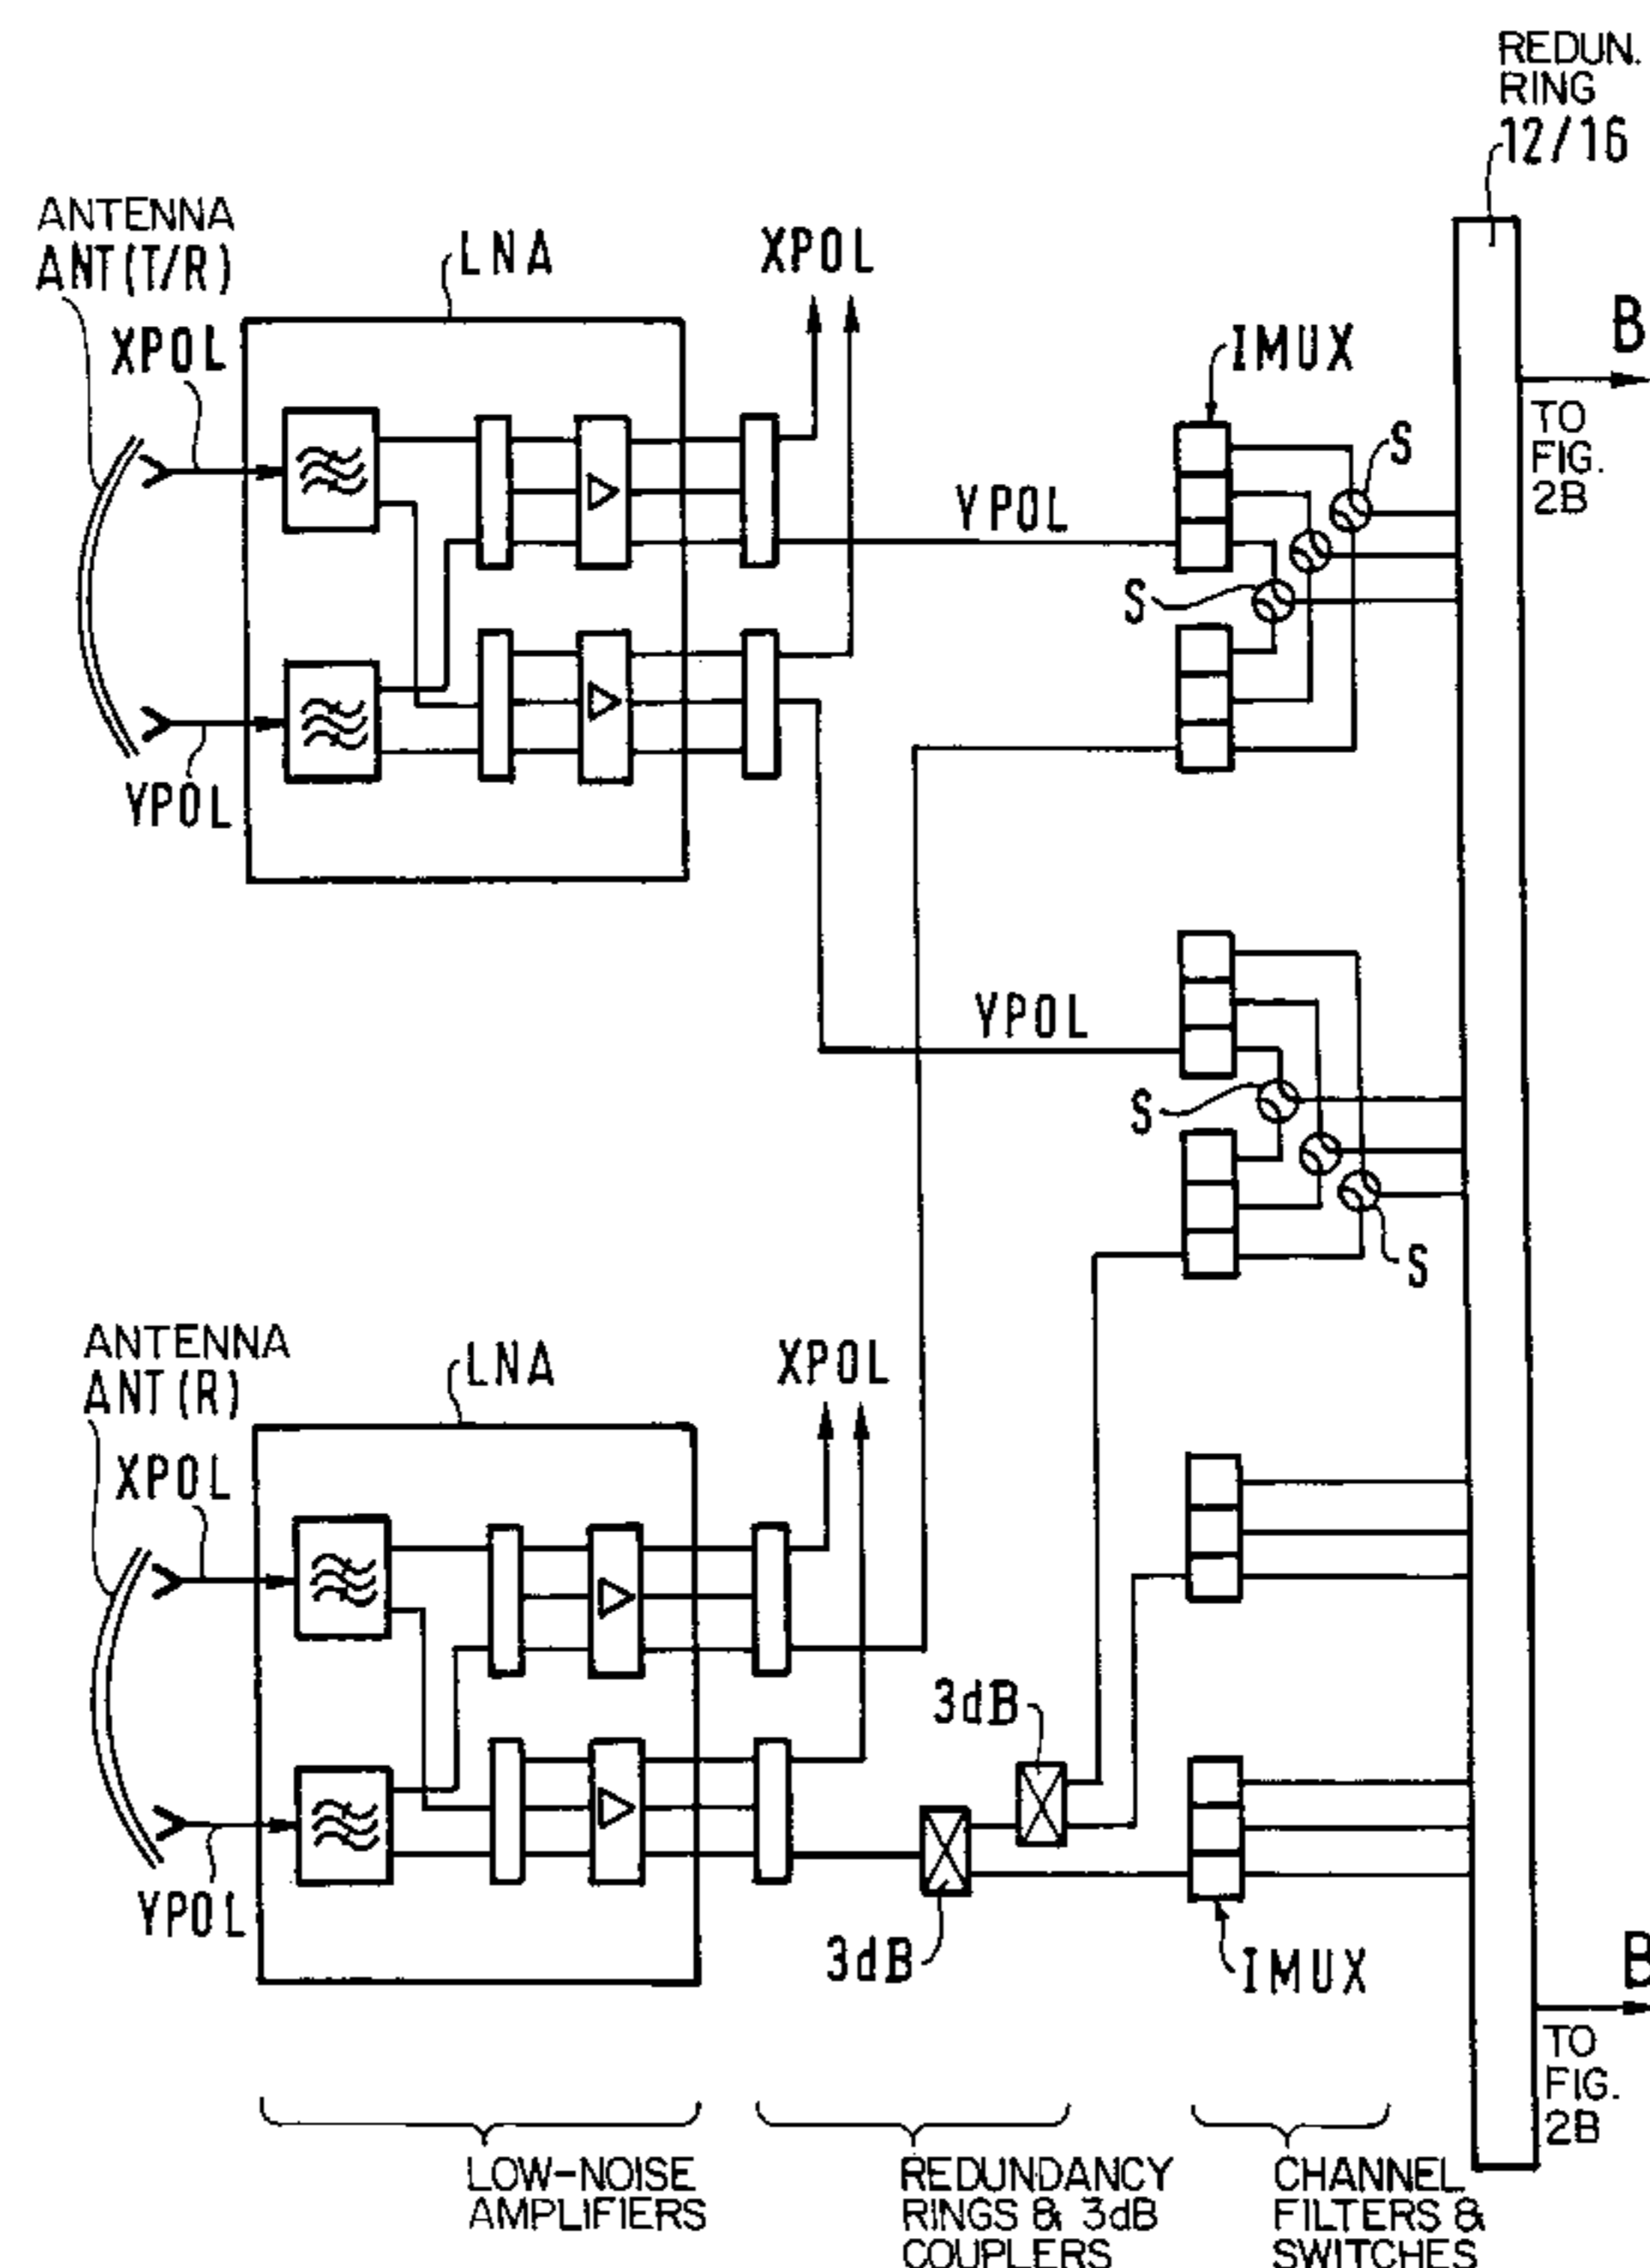 REDUN.
RING
12/16
ANTENNA
ANT(T/R)
LNA
XPOL
XPOL
IMUX
B
TO
FIG.
2B
S
YPOL
S
YPOL
YPOL
S
S
ANTENNA
ANT(R)
LNA
XPOL
XPOL
3dB
YPOL
3dB
IMUX
B
TO
FIG.
2B
LOW-NOISE
AMPLIFIERS
REDUNDANCY
RINGS & 3dB
COUPLERS
CHANNEL
FILTERS &
SWITCHES